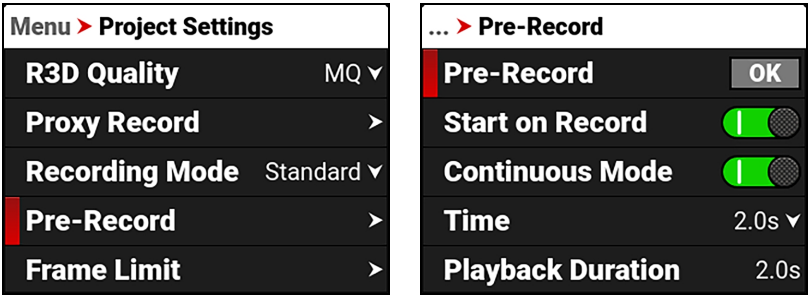 Menu ➤ Project Settings
R3D Quality MQ
Proxy Record
Recording Mode Standard
Pre-Record
Frame Limit
... ➤ Pre-Record
Pre-Record OK
Start on Record
Continuous Mode
Time 2.0s
Playback Duration 2.0s